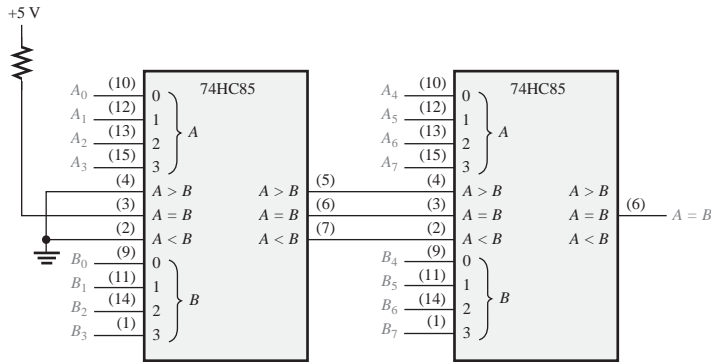 +5 V
74HC85
74HC85
A0 (10) 0
A1 (12) 1
A2 (13) 2
A3 (15) 3
A
(4) A > B
(3) A = B
(2) A < B
A > B (5)
A = B (6)
A < B (7)
B0 (9) 0
B1 (11) 1
B2 (14) 2
B3 (1) 3
B
A4 (10) 0
A5 (12) 1
A6 (13) 2
A7 (15) 3
A
(4) A > B
(3) A = B
(2) A < B
A > B
A = B (6) A = B
A < B
B4 (9) 0
B5 (11) 1
B6 (14) 2
B7 (1) 3
B